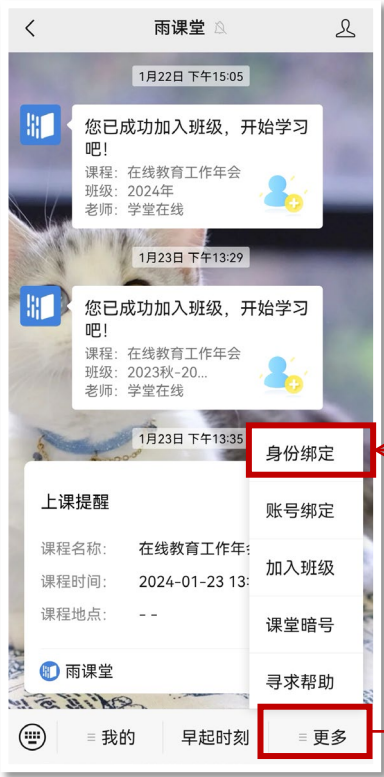 雨课堂
1月22日 下午15:05
您已成功加入班级，开始学习
吧！
课程：在线教育工作年会
班级：2024年
老师：学堂在线
1月23日 下午13:29
您已成功加入班级，开始学习
吧！
课程：在线教育工作年会
班级：2023秋-20...
老师：学堂在线
1月23日 下午13:35
身份绑定
上课提醒
账号绑定
课程名称： 在线教育工作年
加入班级
课程时间： 2024-01-23 13:
课程地点： - -
课堂暗号
雨课堂
寻求帮助
我的 早起时刻 更多